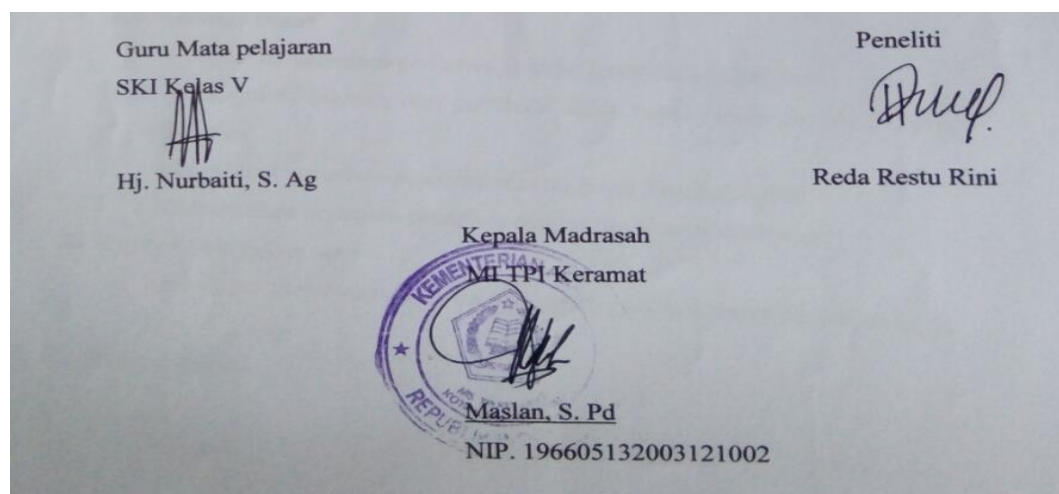 Guru Mata pelajaran
SKI Kelas V
Hj. Nurbaiti, S. Ag
Peneliti
Reda Restu Rini
Kepala Madrasah
MI TPI Keramat
KEMENTERIAN
REPUBLI
Maslan, S. Pd
NIP. 196605132003121002